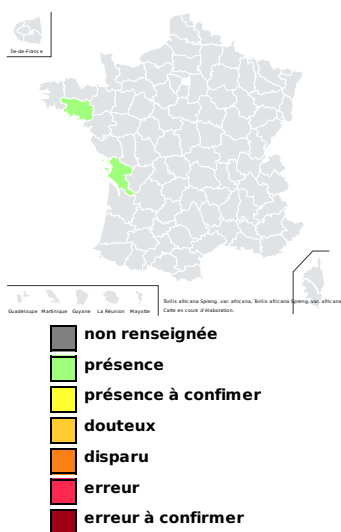 Île-de-France
Guadeloupe Martinique Guyane La Réunion Mayotte
Torilis africana Spreng. var. africana, Torilis africana Spreng. var. africana
Carte en cours d'élaboration.
non renseignée
présence
présence à confimer
douteux
disparu
erreur
erreur à confirmer